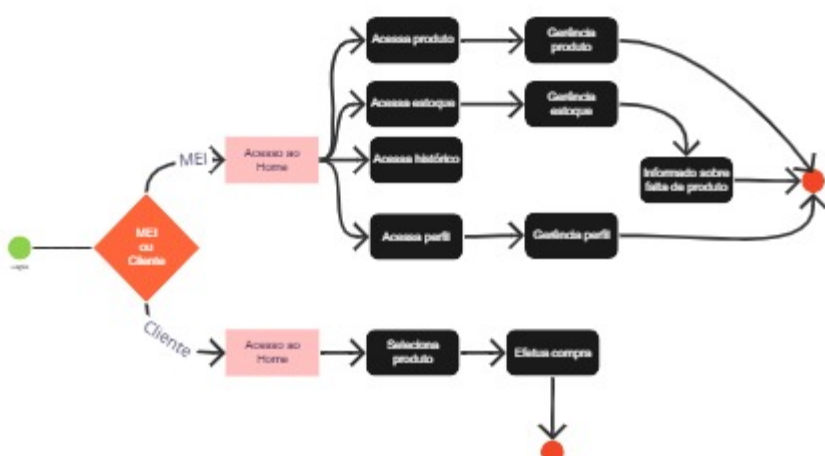 Acessa produto
Gerência
produto
Acessa estoque
Gerência
estoque
MEI
Acesso ao
Home
Acessa histórico
Informado sobre
falta de produto
MEI
ou
Cliente
Acessa perfil
Gerência perfil
Cliente
Acesso ao
Home
Seleciona
produto
Efetua compra